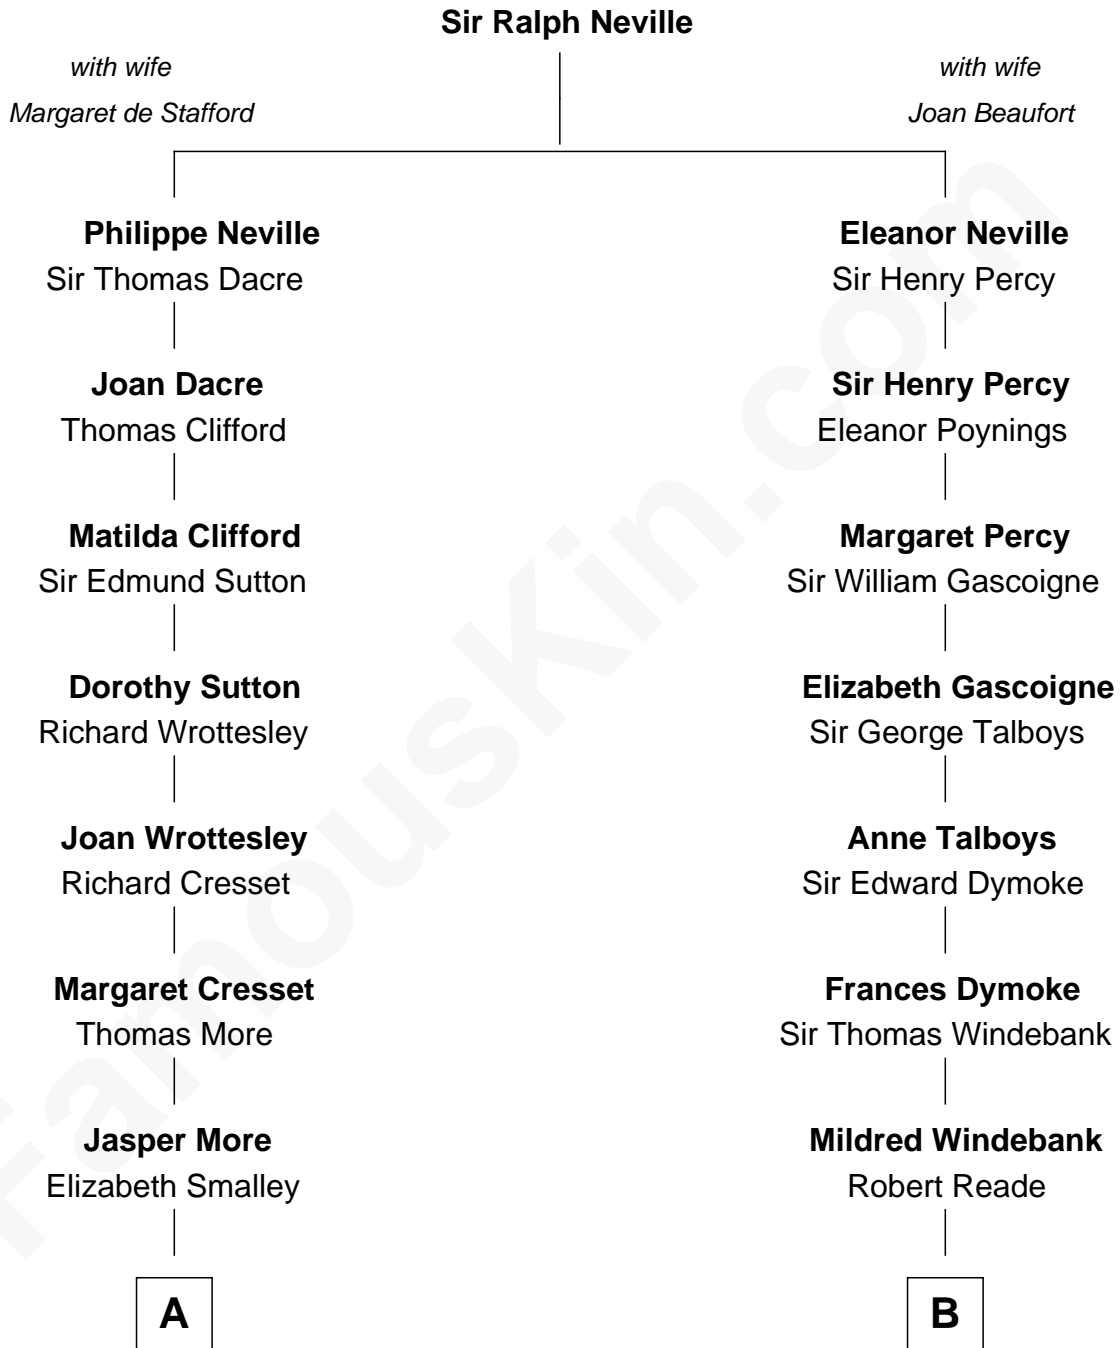 Sir Ralph Neville
with wife
Margaret de Stafford
with wife
Joan Beaufort
Philippe Neville
Sir Thomas Dacre
Eleanor Neville
Sir Henry Percy
Joan Dacre
Thomas Clifford
Sir Henry Percy
Eleanor Poynings
Matilda Clifford
Sir Edmund Sutton
Margaret Percy
Sir William Gascoigne
Dorothy Sutton
Richard Wrottesley
Elizabeth Gascoigne
Sir George Talboys
Joan Wrottesley
Richard Cresset
Anne Talboys
Sir Edward Dymoke
Margaret Cresset
Thomas More
Frances Dymoke
Sir Thomas Windebank
Jasper More
Elizabeth Smalley
Mildred Windebank
Robert Reade
A
B
FamousKin.com